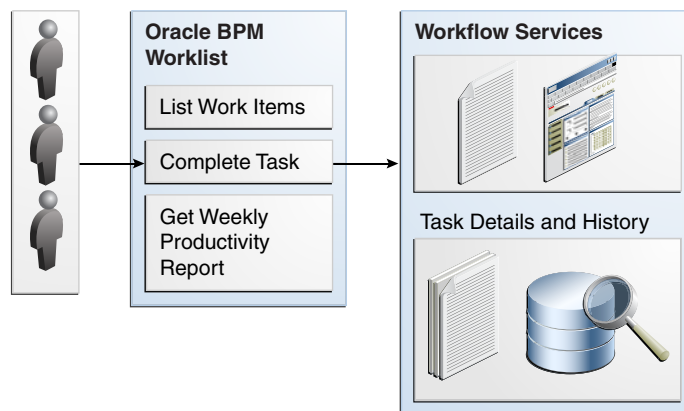 Oracle BPM
Worklist
List Work Items
Complete Task
Get Weekly
Productivity
Report
Workflow Services
Task Details and History